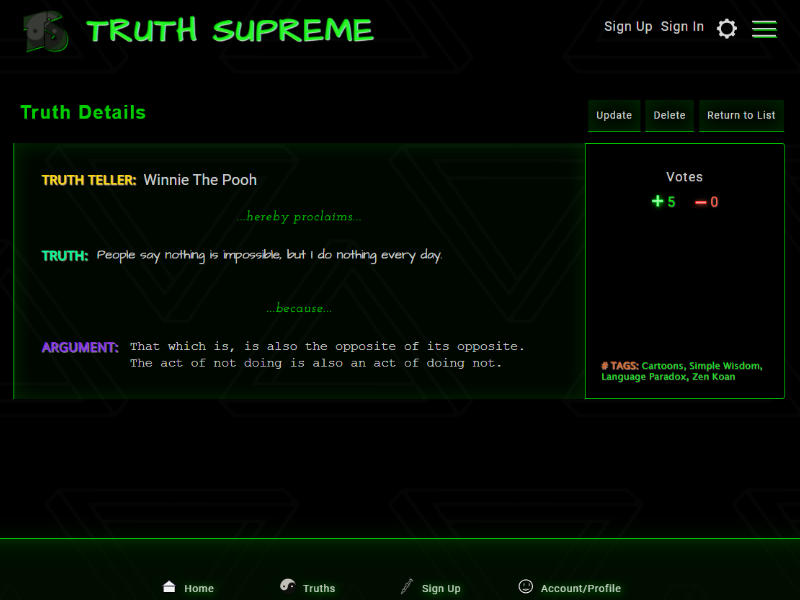 TRUTH SUPREME
Sign Up Sign In
Truth Details
Update Delete Return to List
TRUTH TELLER: Winnie The Pooh
...hereby proclaims...
TRUTH: People say nothing is impossible, but I do nothing every day.
...because...
ARGUMENT: That which is, is also the opposite of its opposite.
The act of not doing is also an act of doing not.
Votes
+5 −0
# TAGS: Cartoons, Simple Wisdom,
Language Paradox, Zen Koan
Home Truths Sign Up Account/Profile